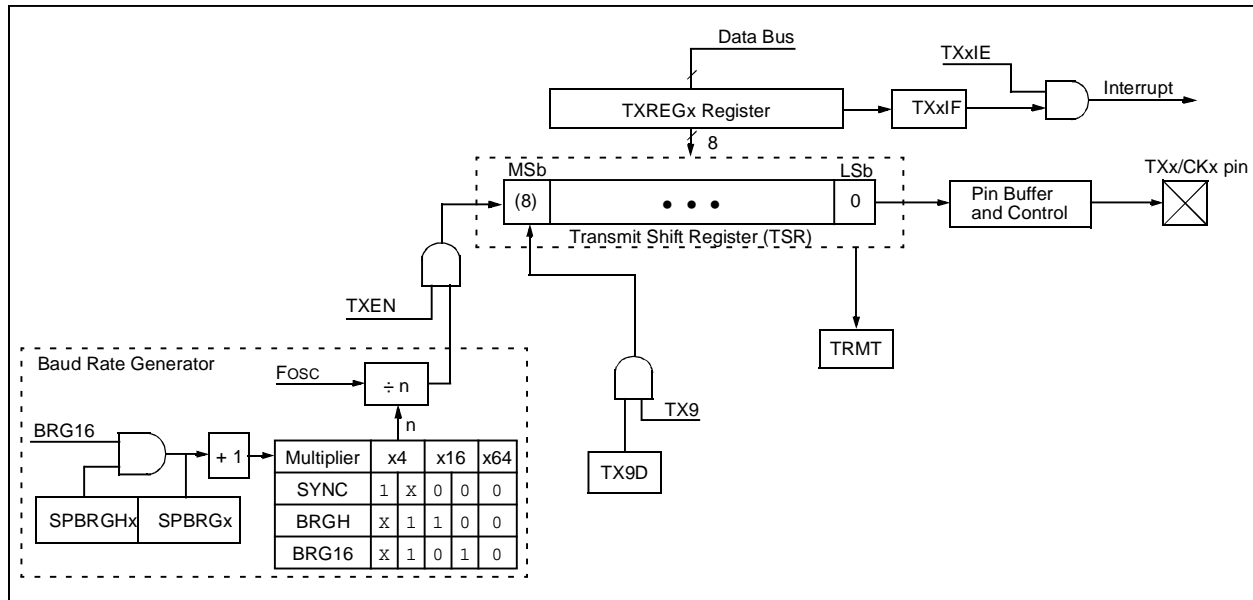 Data Bus
TXxIE
Interrupt
TXREGx Register
TXxIF
8
MSb
LSb
TXx/CKx pin
(8)
• • •
0
Pin Buffer
and Control
Transmit Shift Register (TSR)
TXEN
TRMT
Baud Rate Generator
FOSC
÷ n
TX9
n
BRG16
+ 1
TX9D
Multiplier x4 x16 x64
SYNC 1 X 0 0 0
BRGH X 1 1 0 0
BRG16 X 1 0 1 0
SPBRGHx SPBRGx